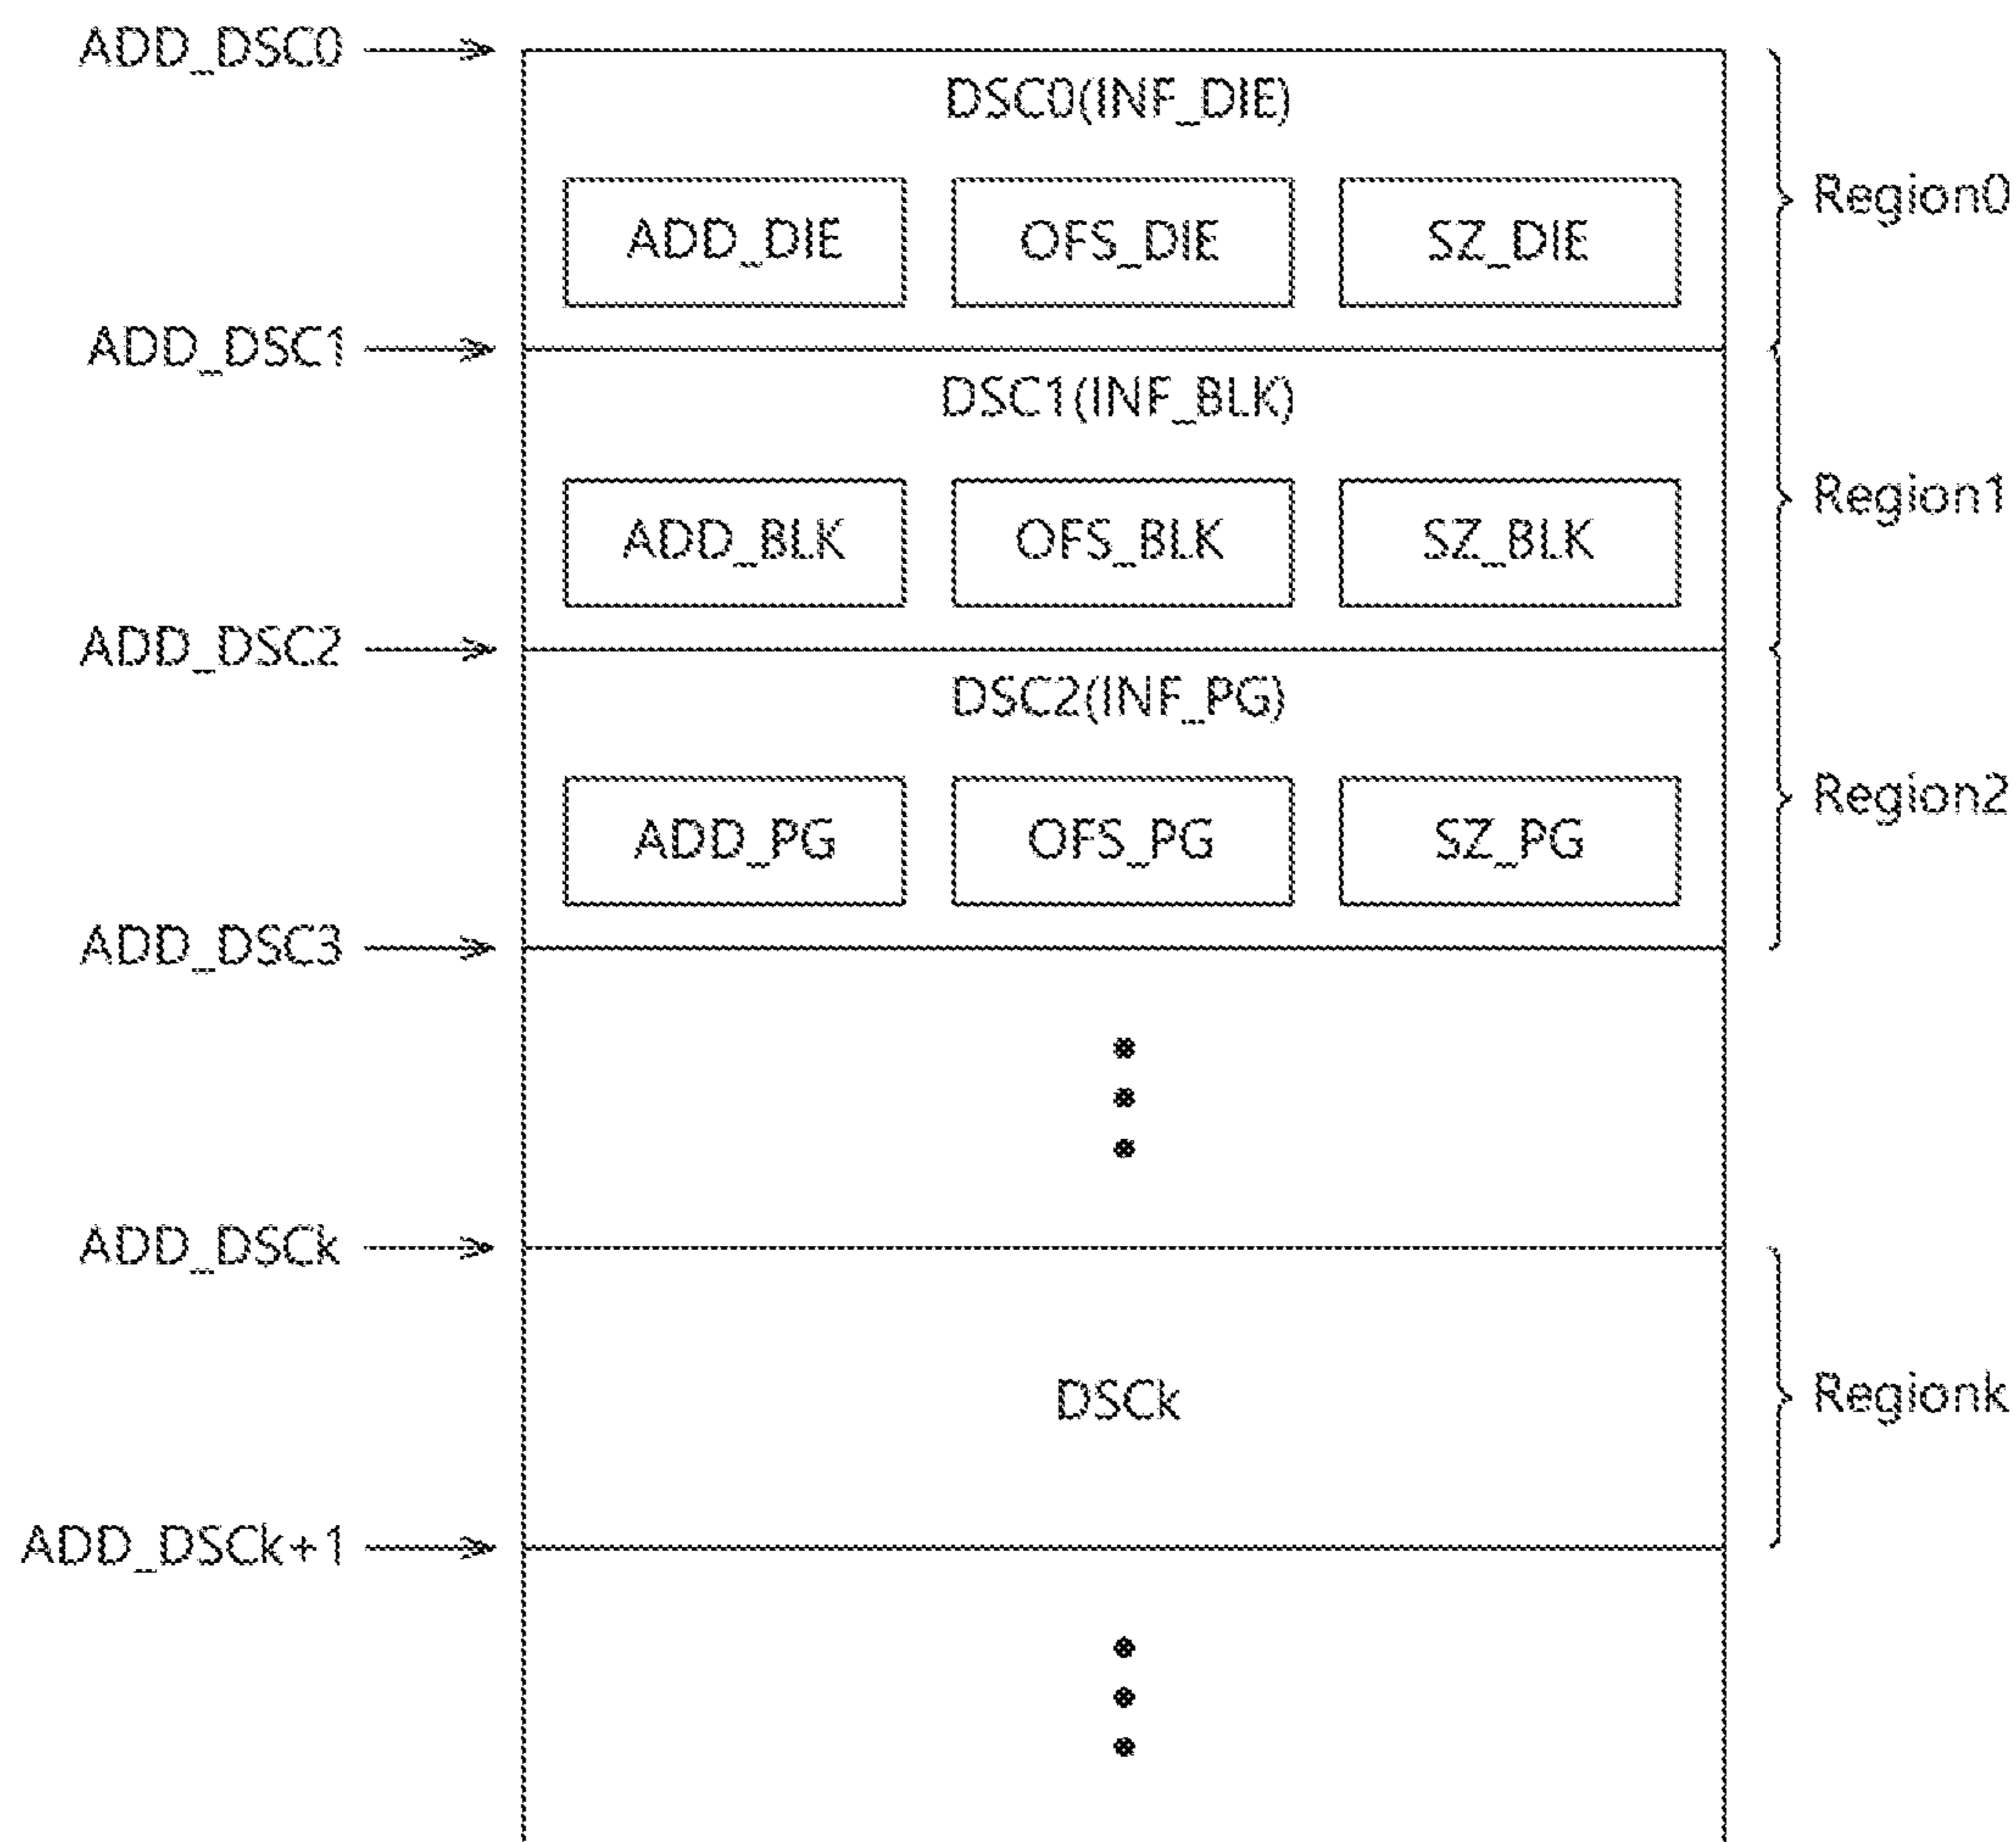 ADD_DSC0
DSC0(INF_DIE)
ADD_DIE OFS_DIE SZ_DIE
Region0
ADD_DSC1
DSC1(INF_BLK)
ADD_BLK OFS_BLK SZ_BLK
Region1
ADD_DSC2
DSC2(INF_PG)
ADD_PG OFS_PG SZ_PG
Region2
ADD_DSC3
ADD_DSCk
DSCk
Regionk
ADD_DSCk+1